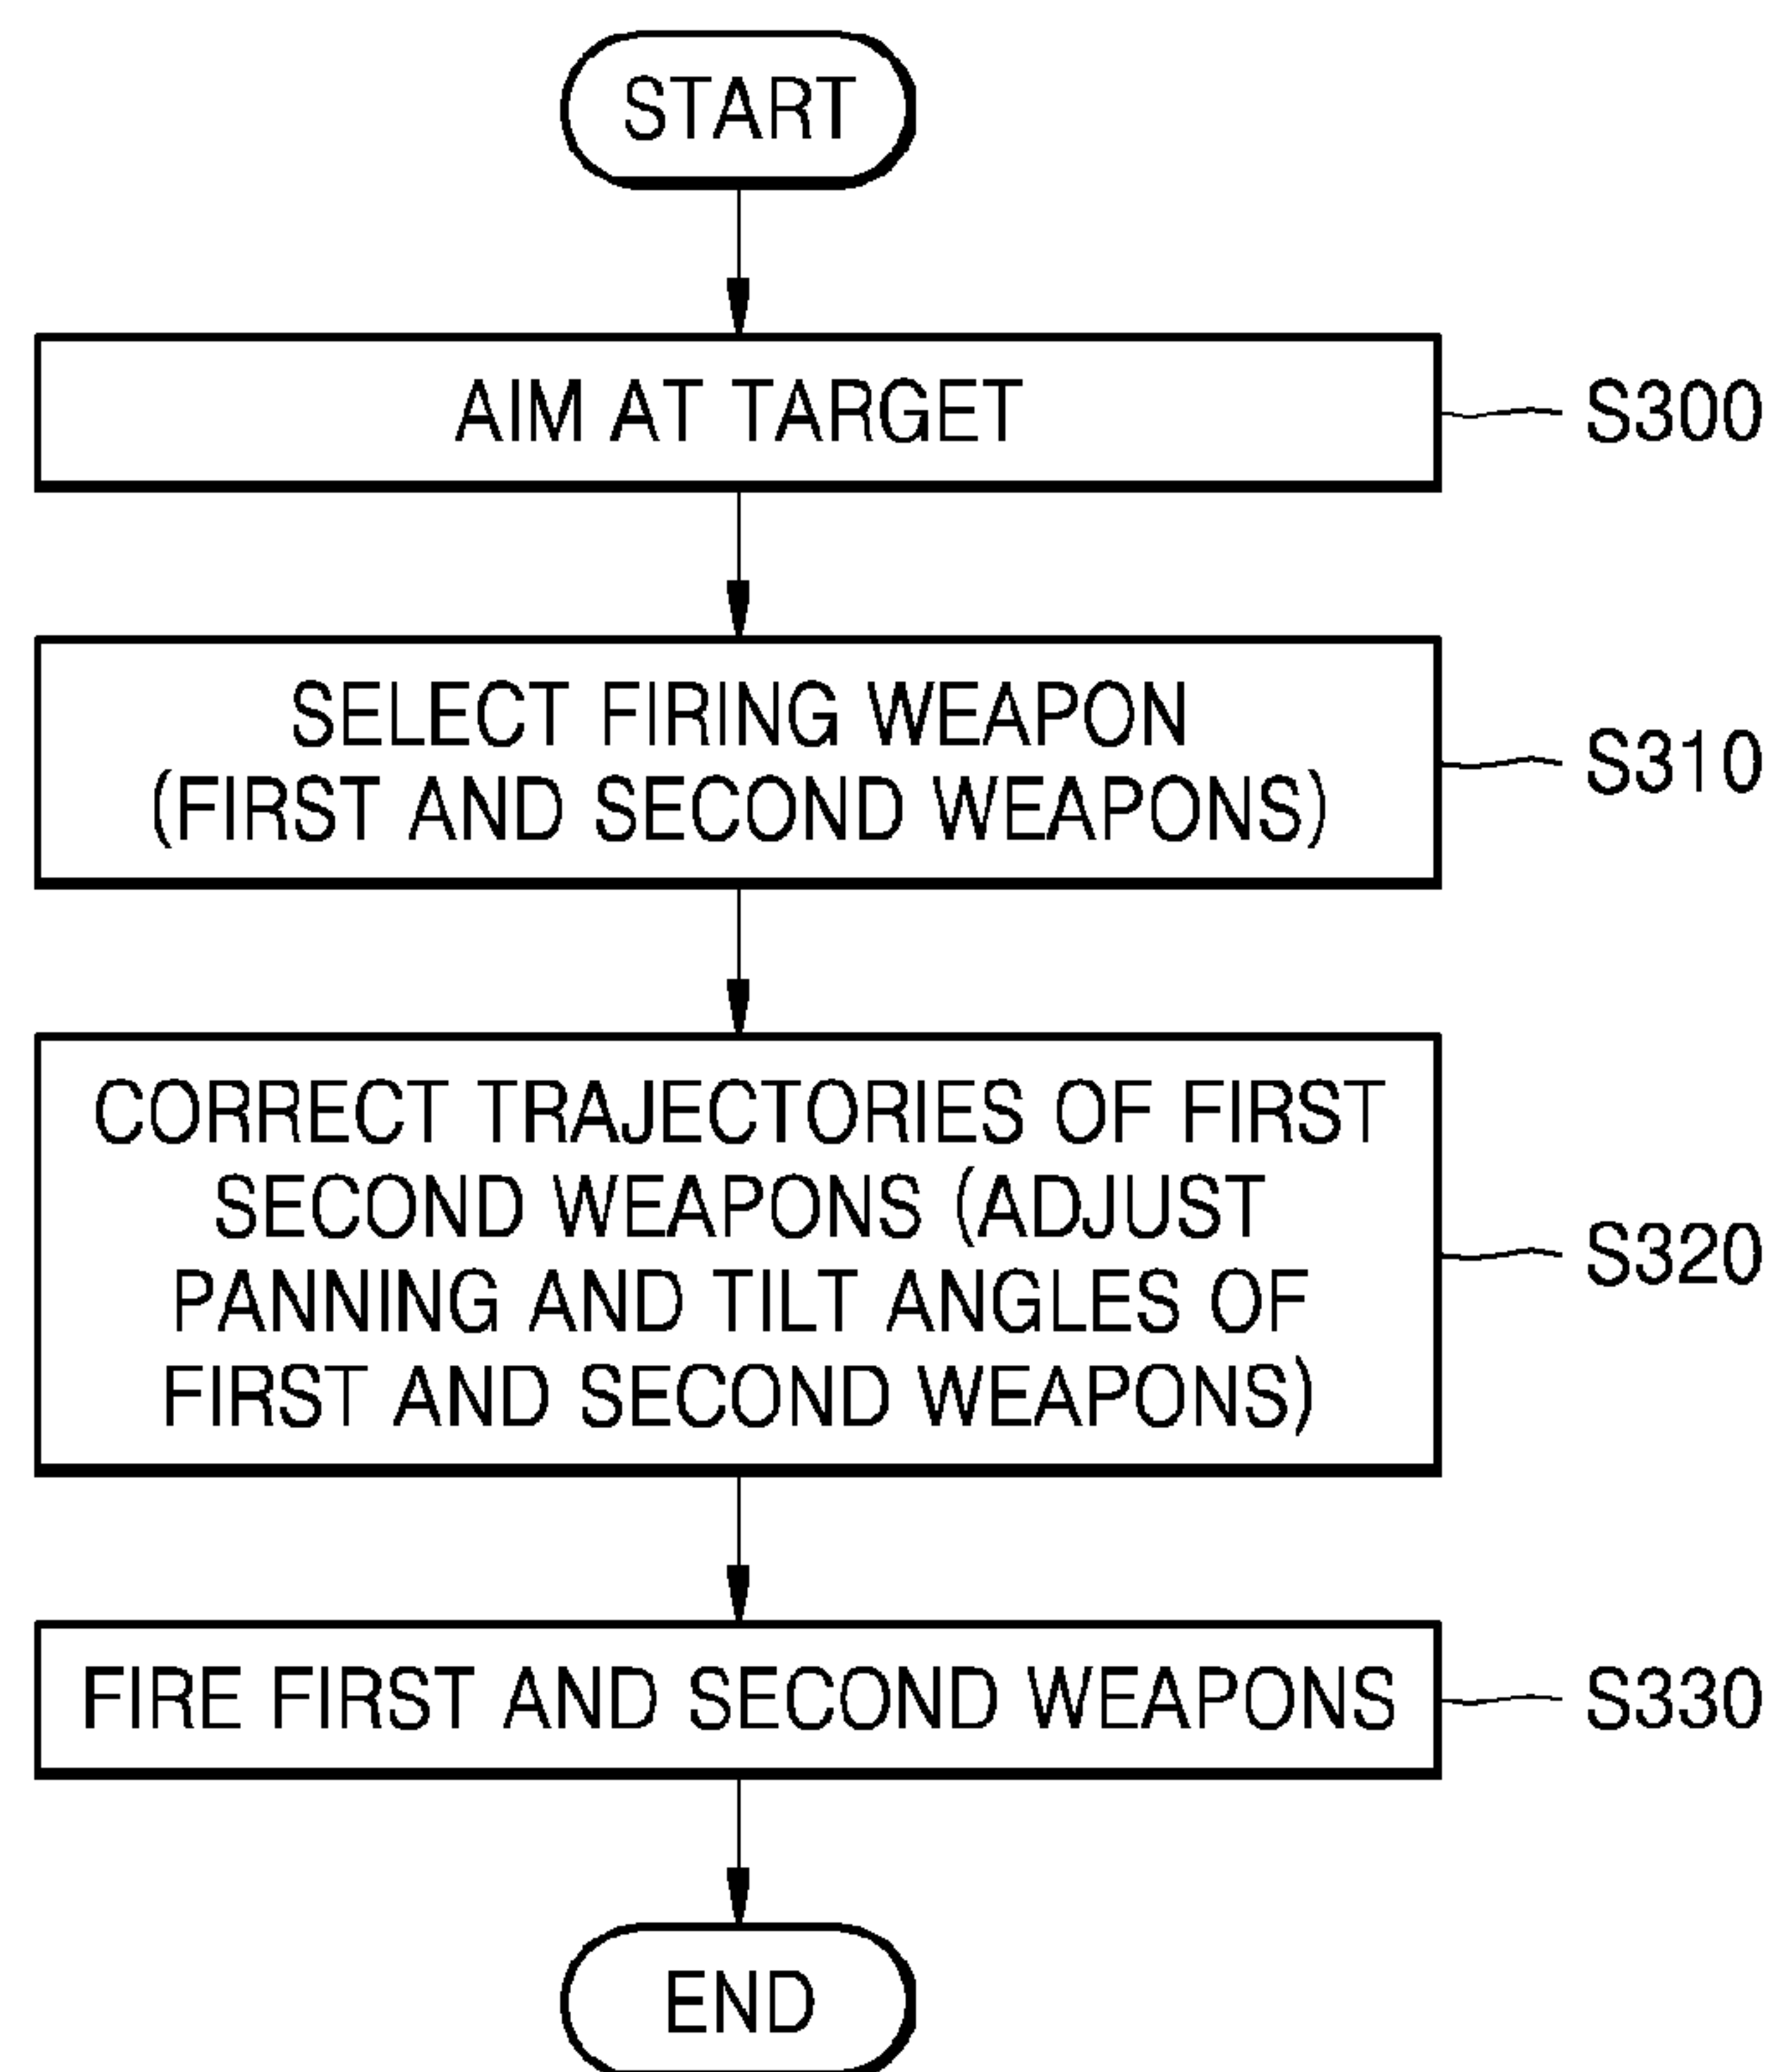 START
AIM AT TARGET
S300
SELECT FIRING WEAPON
(FIRST AND SECOND WEAPONS)
S310
CORRECT TRAJECTORIES OF FIRST
SECOND WEAPONS (ADJUST
PANNING AND TILT ANGLES OF
FIRST AND SECOND WEAPONS)
S320
FIRE FIRST AND SECOND WEAPONS
S330
END